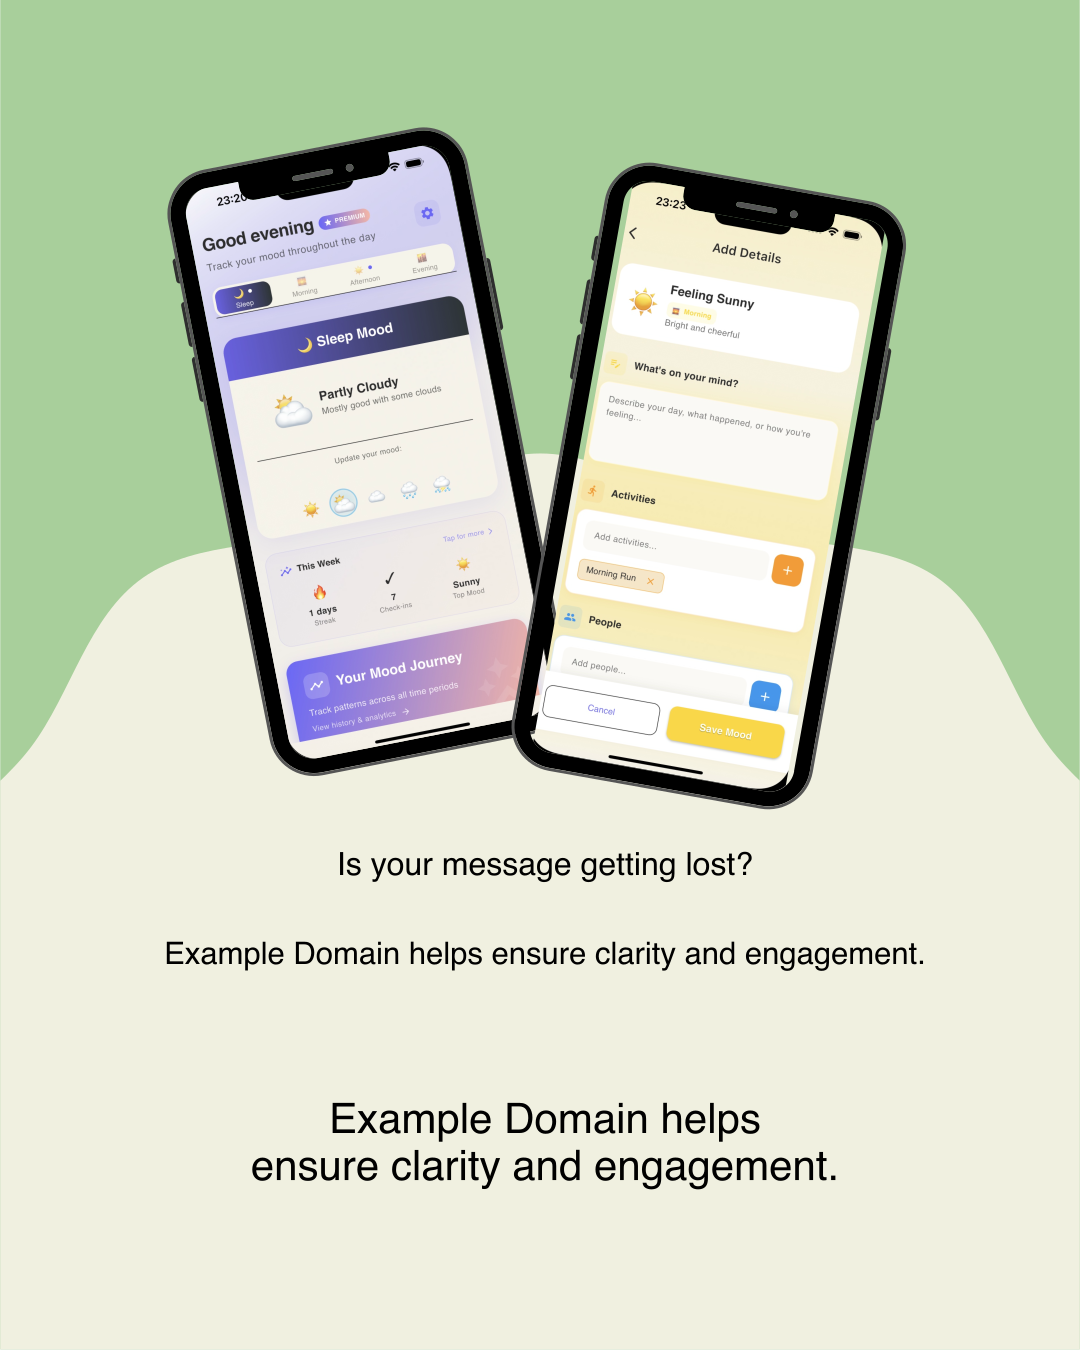 23:20
Good evening
PREMIUM
Track your mood throughout the day
Sleep
Morning
Afternoon
Evening
Sleep Mood
Partly Cloudy
Mostly good with some clouds
Update your mood:
This Week
Tap for more
1 days
Streak
7
Check-ins
Sunny
Top Mood
Your Mood Journey
Track patterns across all time periods
View history & analytics
23:23
Add Details
Feeling Sunny
Morning
Bright and cheerful
What's on your mind?
Describe your day, what happened, or how you're
feeling...
Activities
Add activities...
Morning Run
People
Add people...
Cancel
Save Mood
Is your message getting lost?
Example Domain helps ensure clarity and engagement.
Example Domain helps
ensure clarity and engagement.